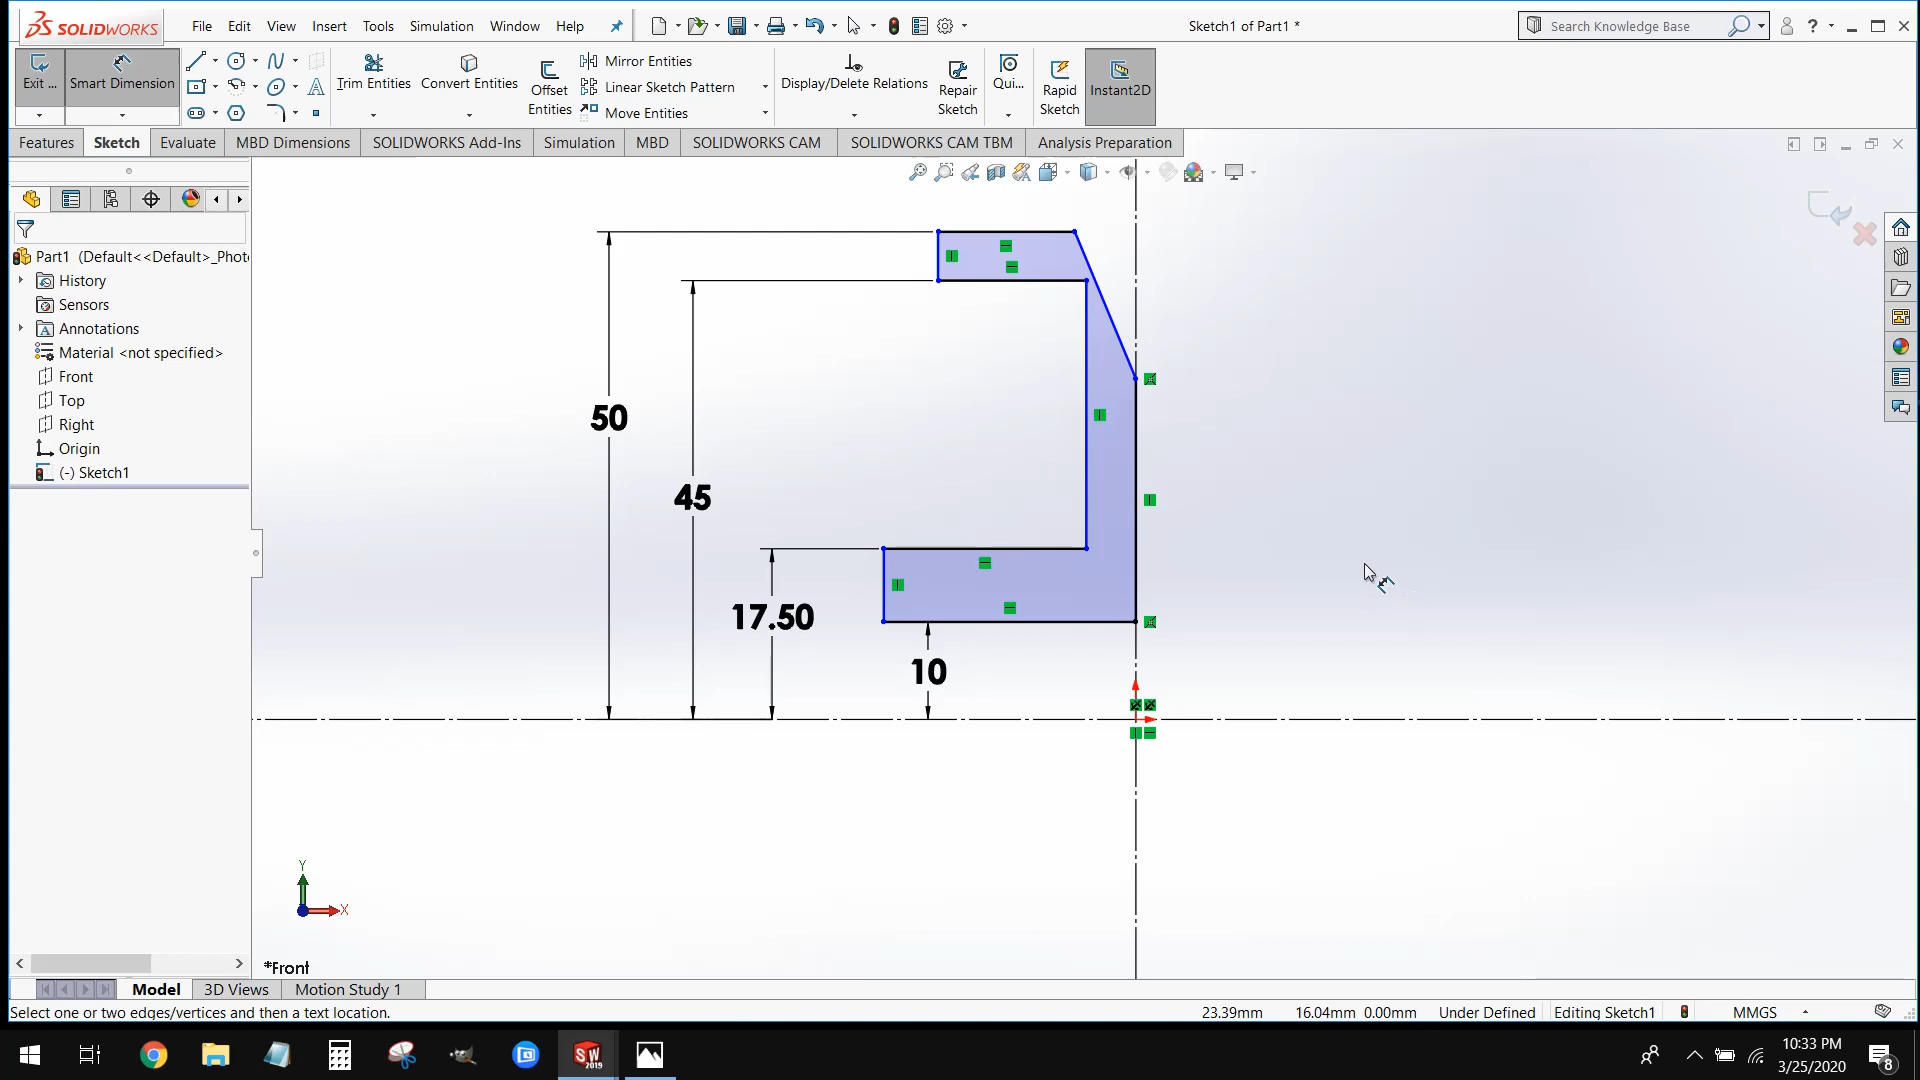 SOLIDWORKS File Edit View Insert Tools Simulation Window Help Sketch1 of Part1 * Search Knowledge Base ?
Exit ... Smart Dimension Trim Entities Convert Entities Offset Entities Mirror Entities Linear Sketch Pattern Move Entities Display/Delete Relations Repair Sketch Qui... Rapid Sketch Instant2D
Features Sketch Evaluate MBD Dimensions SOLIDWORKS Add-Ins Simulation MBD SOLIDWORKS CAM SOLIDWORKS CAM TBM Analysis Preparation
Part1 (Default<<Default>_Phot
History
Sensors
Annotations
Material <not specified>
Front
Top
Right
Origin
(-) Sketch1
50
45
17.50
10
Y
X
*Front
Model 3D Views Motion Study 1
Select one or two edges/vertices and then a text location. 23.39mm 16.04mm 0.00mm Under Defined Editing Sketch1 MMGS
SW
2019
10:33 PM
3/25/2020
8